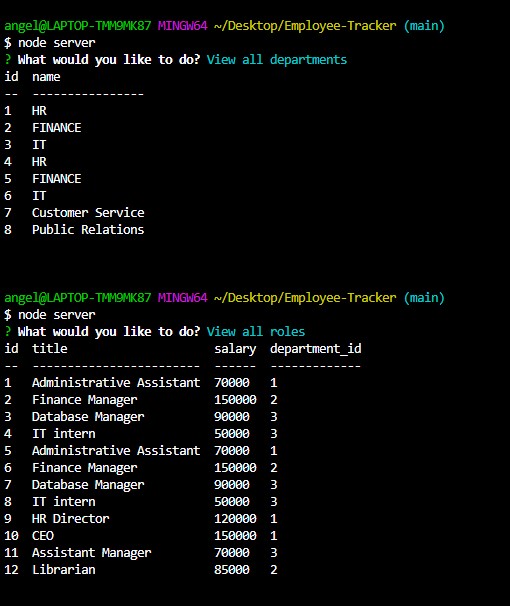 angel@LAPTOP-TMM9MK87 MINGW64 ~/Desktop/Employee-Tracker (main)
$ node server
? What would you like to do? View all departments
id  name
--  ----------------
1   HR
2   FINANCE
3   IT
4   HR
5   FINANCE
6   IT
7   Customer Service
8   Public Relations
angel@LAPTOP-TMM9MK87 MINGW64 ~/Desktop/Employee-Tracker (main)
$ node server
? What would you like to do? View all roles
id  title                     salary  department_id
--  ------------------------  ------  -------------
1   Administrative Assistant  70000   1
2   Finance Manager           150000  2
3   Database Manager          90000   3
4   IT intern                 50000   3
5   Administrative Assistant  70000   1
6   Finance Manager           150000  2
7   Database Manager          90000   3
8   IT intern                 50000   3
9   HR Director               120000  1
10  CEO                       150000  1
11  Assistant Manager         70000   3
12  Librarian                 85000   2